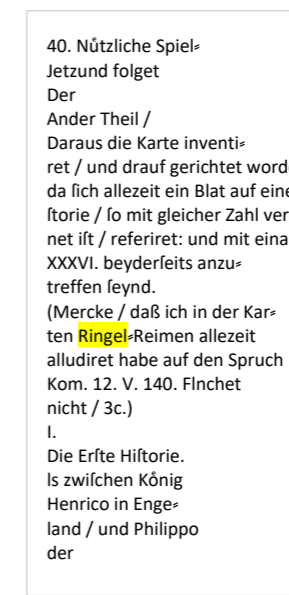 40. Nůtzliche Spiel⸗
Jetzund folget
Der
Ander Theil /
Daraus die Karte inventi⸗
ret / und drauf gerichtet word
da ſich allezeit ein Blat auf eine
ſtorie / ſo mit gleicher Zahl ver
net iſt / referiret: und mit eina
XXXVI. beyderſeits anzu⸗
treffen ſeynd.
(Mercke / daß ich in der Kar⸗
ten Ringel⸗Reimen allezeit
alludiret habe auf den Spruch
Kom. 12. V. 140. Flnchet
nicht / 3c.)
I.
Die Erſte Hiſtorie.
ls zwiſchen Kőnig
Henrico in Enge⸗
land / und Philippo
der